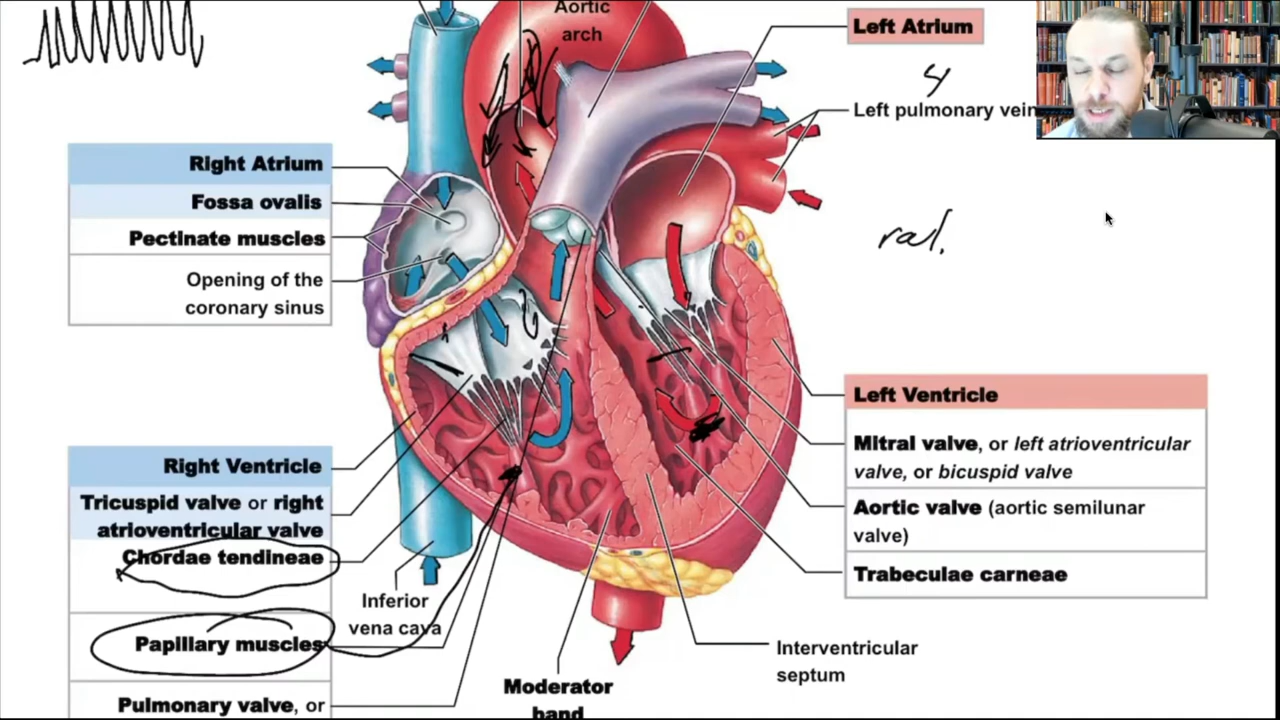 Aortic
arch
Left Atrium
Left pulmonary vein
Right Atrium
Fossa ovalis
Pectinate muscles
Opening of the
coronary sinus
Right Ventricle
Tricuspid valve or right
atrioventricular valve
Chordae tendineae
Papillary muscles
Pulmonary valve, or
Inferior
vena cava
Moderator
band
Interventricular
septum
Left Ventricle
Mitral valve, or left atrioventricular
valve, or bicuspid valve
Aortic valve (aortic semilunar
valve)
Trabeculae carneae